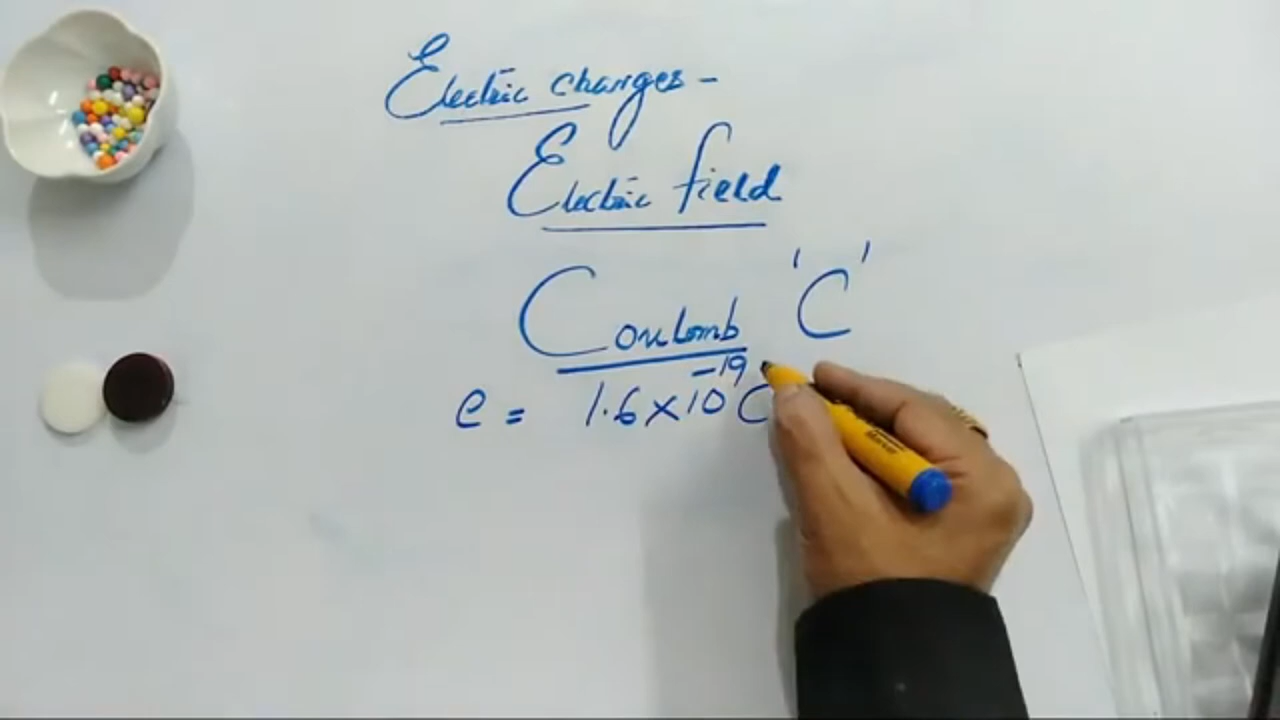 Electric charges -
Electric field
Coulomb 'C'
e = 1.6×10⁻¹⁹ C